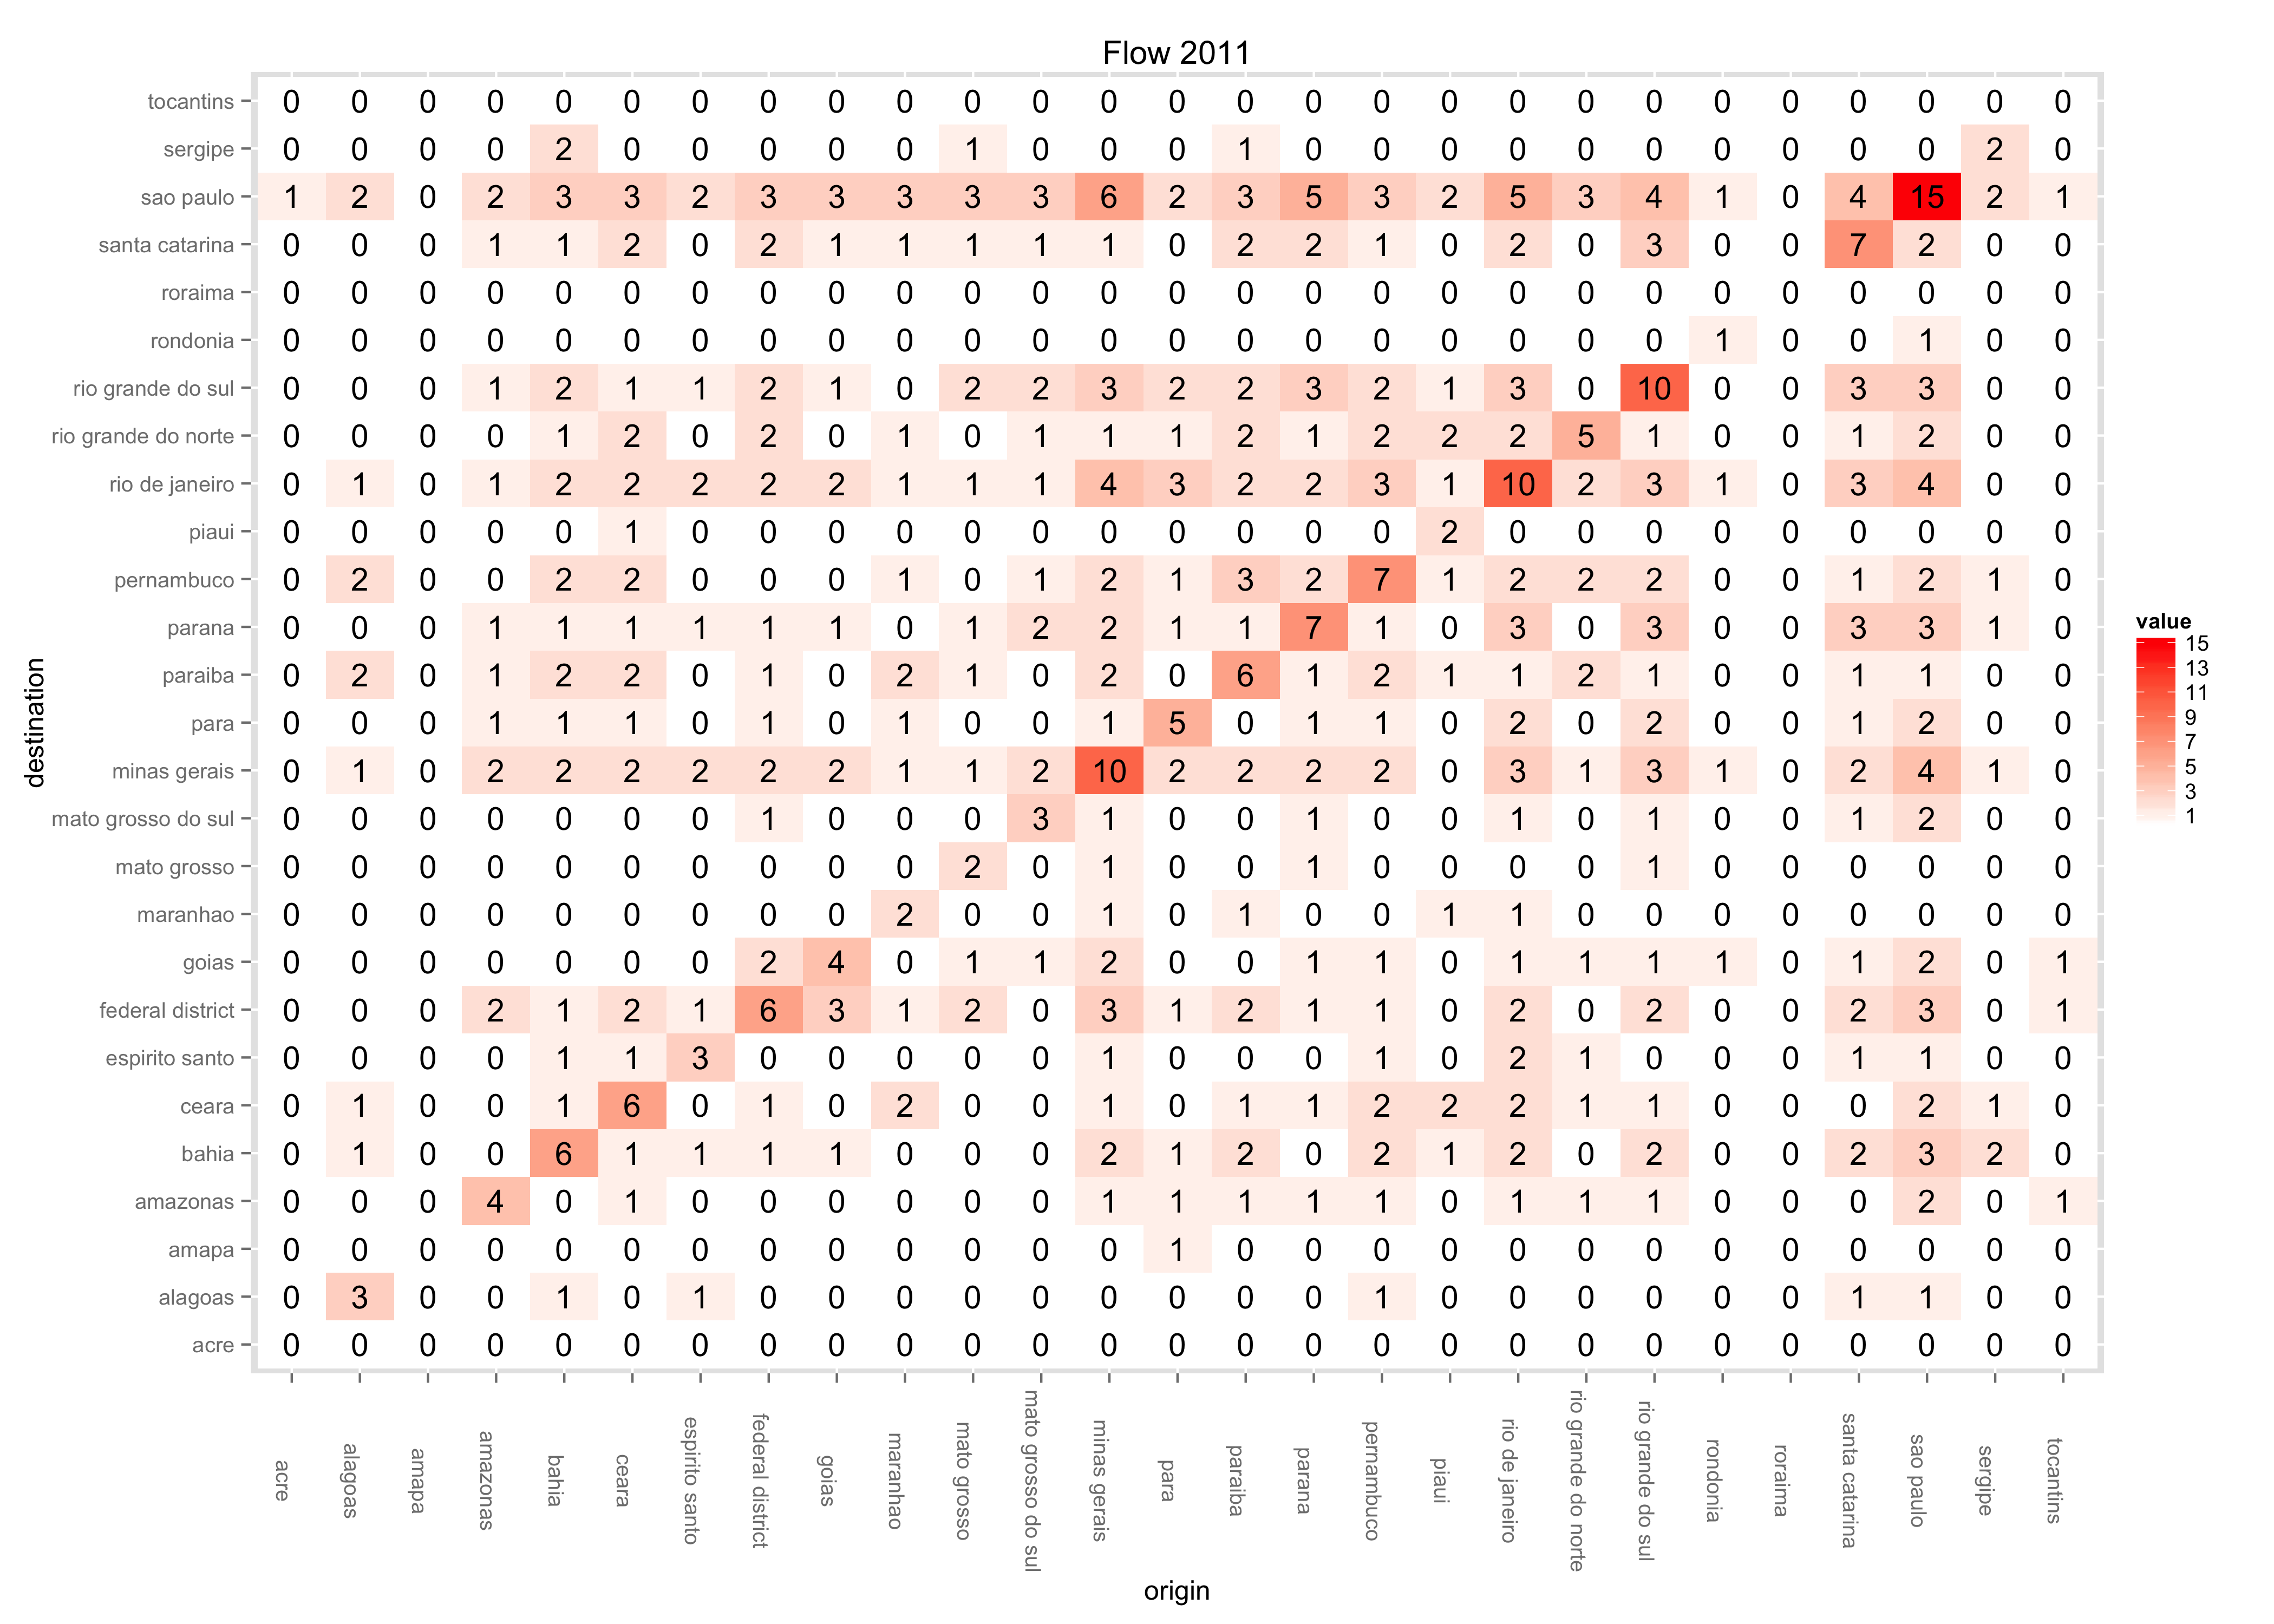 Flow 2011
tocantins 0 0 0 0 0 0 0 0 0 0 0 0 0 0 0 0 0 0 0 0 0 0 0 0 0 0 0
sergipe 0 0 0 0 2 0 0 0 0 0 1 0 0 0 1 0 0 0 0 0 0 0 0 0 0 2 0
sao paulo 1 2 0 2 3 3 2 3 3 3 3 3 6 2 3 5 3 2 5 3 4 1 0 4 15 2 1
santa catarina 0 0 0 1 1 2 0 2 1 1 1 1 1 0 2 2 1 0 2 0 3 0 0 7 2 0 0
roraima 0 0 0 0 0 0 0 0 0 0 0 0 0 0 0 0 0 0 0 0 0 0 0 0 0 0 0
rondonia 0 0 0 0 0 0 0 0 0 0 0 0 0 0 0 0 0 0 0 0 0 1 0 0 1 0 0
rio grande do sul 0 0 0 1 2 1 1 2 1 0 2 2 3 2 2 3 2 1 3 0 10 0 0 3 3 0 0
rio grande do norte 0 0 0 0 1 2 0 2 0 1 0 1 1 1 2 1 2 2 2 5 1 0 0 1 2 0 0
rio de janeiro 0 1 0 1 2 2 2 2 2 1 1 1 4 3 2 2 3 1 10 2 3 1 0 3 4 0 0
piaui 0 0 0 0 0 1 0 0 0 0 0 0 0 0 0 0 0 2 0 0 0 0 0 0 0 0 0
pernambuco 0 2 0 0 2 2 0 0 0 1 0 1 2 1 3 2 7 1 2 2 2 0 0 1 2 1 0
parana 0 0 0 1 1 1 1 1 1 0 1 2 2 1 1 7 1 0 3 0 3 0 0 3 3 1 0
paraiba 0 2 0 1 2 2 0 1 0 2 1 0 2 0 6 1 2 1 1 2 1 0 0 1 1 0 0
para 0 0 0 1 1 1 0 1 0 1 0 0 1 5 0 1 1 0 2 0 2 0 0 1 2 0 0
minas gerais 0 1 0 2 2 2 2 2 2 1 1 2 10 2 2 2 2 0 3 1 3 1 0 2 4 1 0
mato grosso do sul 0 0 0 0 0 0 0 1 0 0 0 3 1 0 0 1 0 0 1 0 1 0 0 1 2 0 0
mato grosso 0 0 0 0 0 0 0 0 0 0 2 0 1 0 0 1 0 0 0 0 1 0 0 0 0 0 0
maranhao 0 0 0 0 0 0 0 0 0 2 0 0 1 0 1 0 0 1 1 0 0 0 0 0 0 0 0
goias 0 0 0 0 0 0 0 2 4 0 1 1 2 0 0 1 1 0 1 1 1 1 0 1 2 0 1
federal district 0 0 0 2 1 2 1 6 3 1 2 0 3 1 2 1 1 0 2 0 2 0 0 2 3 0 1
espirito santo 0 0 0 0 1 1 3 0 0 0 0 0 1 0 0 0 1 0 2 1 0 0 0 1 1 0 0
ceara 0 1 0 0 1 6 0 1 0 2 0 0 1 0 1 1 2 2 2 1 1 0 0 0 2 1 0
bahia 0 1 0 0 6 1 1 1 1 0 0 0 2 1 2 0 2 1 2 0 2 0 0 2 3 2 0
amazonas 0 0 0 4 0 1 0 0 0 0 0 0 1 1 1 1 1 0 1 1 1 0 0 0 2 0 1
amapa 0 0 0 0 0 0 0 0 0 0 0 0 0 1 0 0 0 0 0 0 0 0 0 0 0 0 0
alagoas 0 3 0 0 1 0 1 0 0 0 0 0 0 0 0 0 1 0 0 0 0 0 0 1 1 0 0
acre 0 0 0 0 0 0 0 0 0 0 0 0 0 0 0 0 0 0 0 0 0 0 0 0 0 0 0
destination
acre
alagoas
amapa
amazonas
bahia
ceara
espirito santo
federal district
goias
maranhao
mato grosso
mato grosso do sul
minas gerais
para
paraiba
parana
pernambuco
piaui
rio de janeiro
rio grande do norte
rio grande do sul
rondonia
roraima
santa catarina
sao paulo
sergipe
tocantins
origin
value
15
13
11
9
7
5
3
1